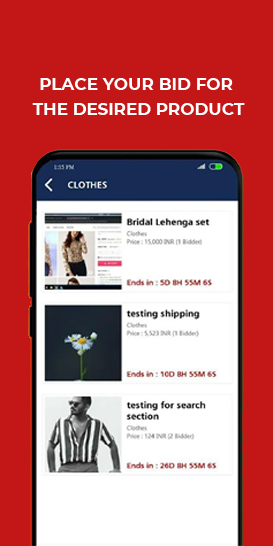 PLACE YOUR BID FOR
THE DESIRED PRODUCT
1:15 PM
CLOTHES
Bridal Lehenga set
Clothes
Price : 15,000 INR (1 Bidder)
Ends in : 5D 8H 55M 6S
testing shipping
Clothes
Price : 5,523 INR (1 Bidder)
Ends in : 10D 8H 55M 6S
testing for search
section
Clothes
Price : 124 INR (2 Bidder)
Ends in : 26D 8H 55M 6S